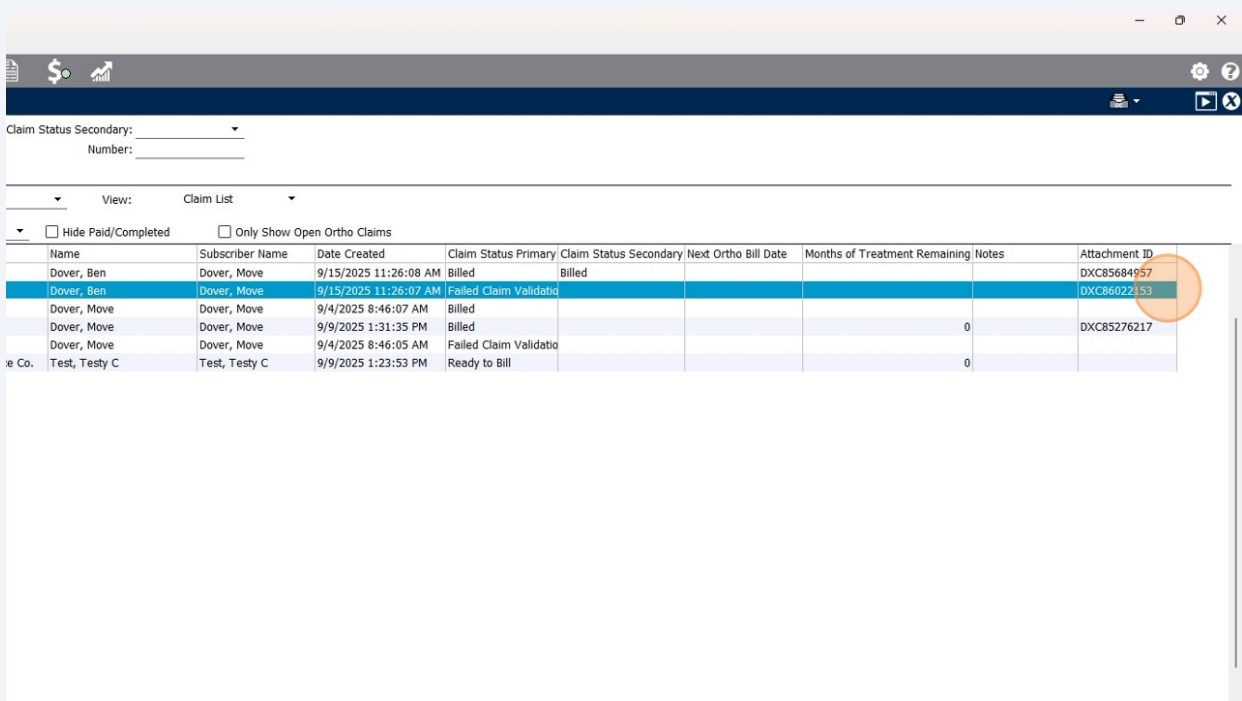 Claim Status Secondary:
Number:
View: Claim List
Hide Paid/Completed Only Show Open Ortho Claims
Name Subscriber Name Date Created Claim Status Primary Claim Status Secondary Next Ortho Bill Date Months of Treatment Remaining Notes Attachment ID
Dover, Ben Dover, Move 9/15/2025 11:26:08 AM Billed Billed DXC85684957
Dover, Ben Dover, Move 9/15/2025 11:26:07 AM Failed Claim Validatio DXC86022153
Dover, Move Dover, Move 9/4/2025 8:46:07 AM Billed
Dover, Move Dover, Move 9/9/2025 1:31:35 PM Billed 0 DXC85276217
Dover, Move Dover, Move 9/4/2025 8:46:05 AM Failed Claim Validatio
e Co. Test, Testy C Test, Testy C 9/9/2025 1:23:53 PM Ready to Bill 0